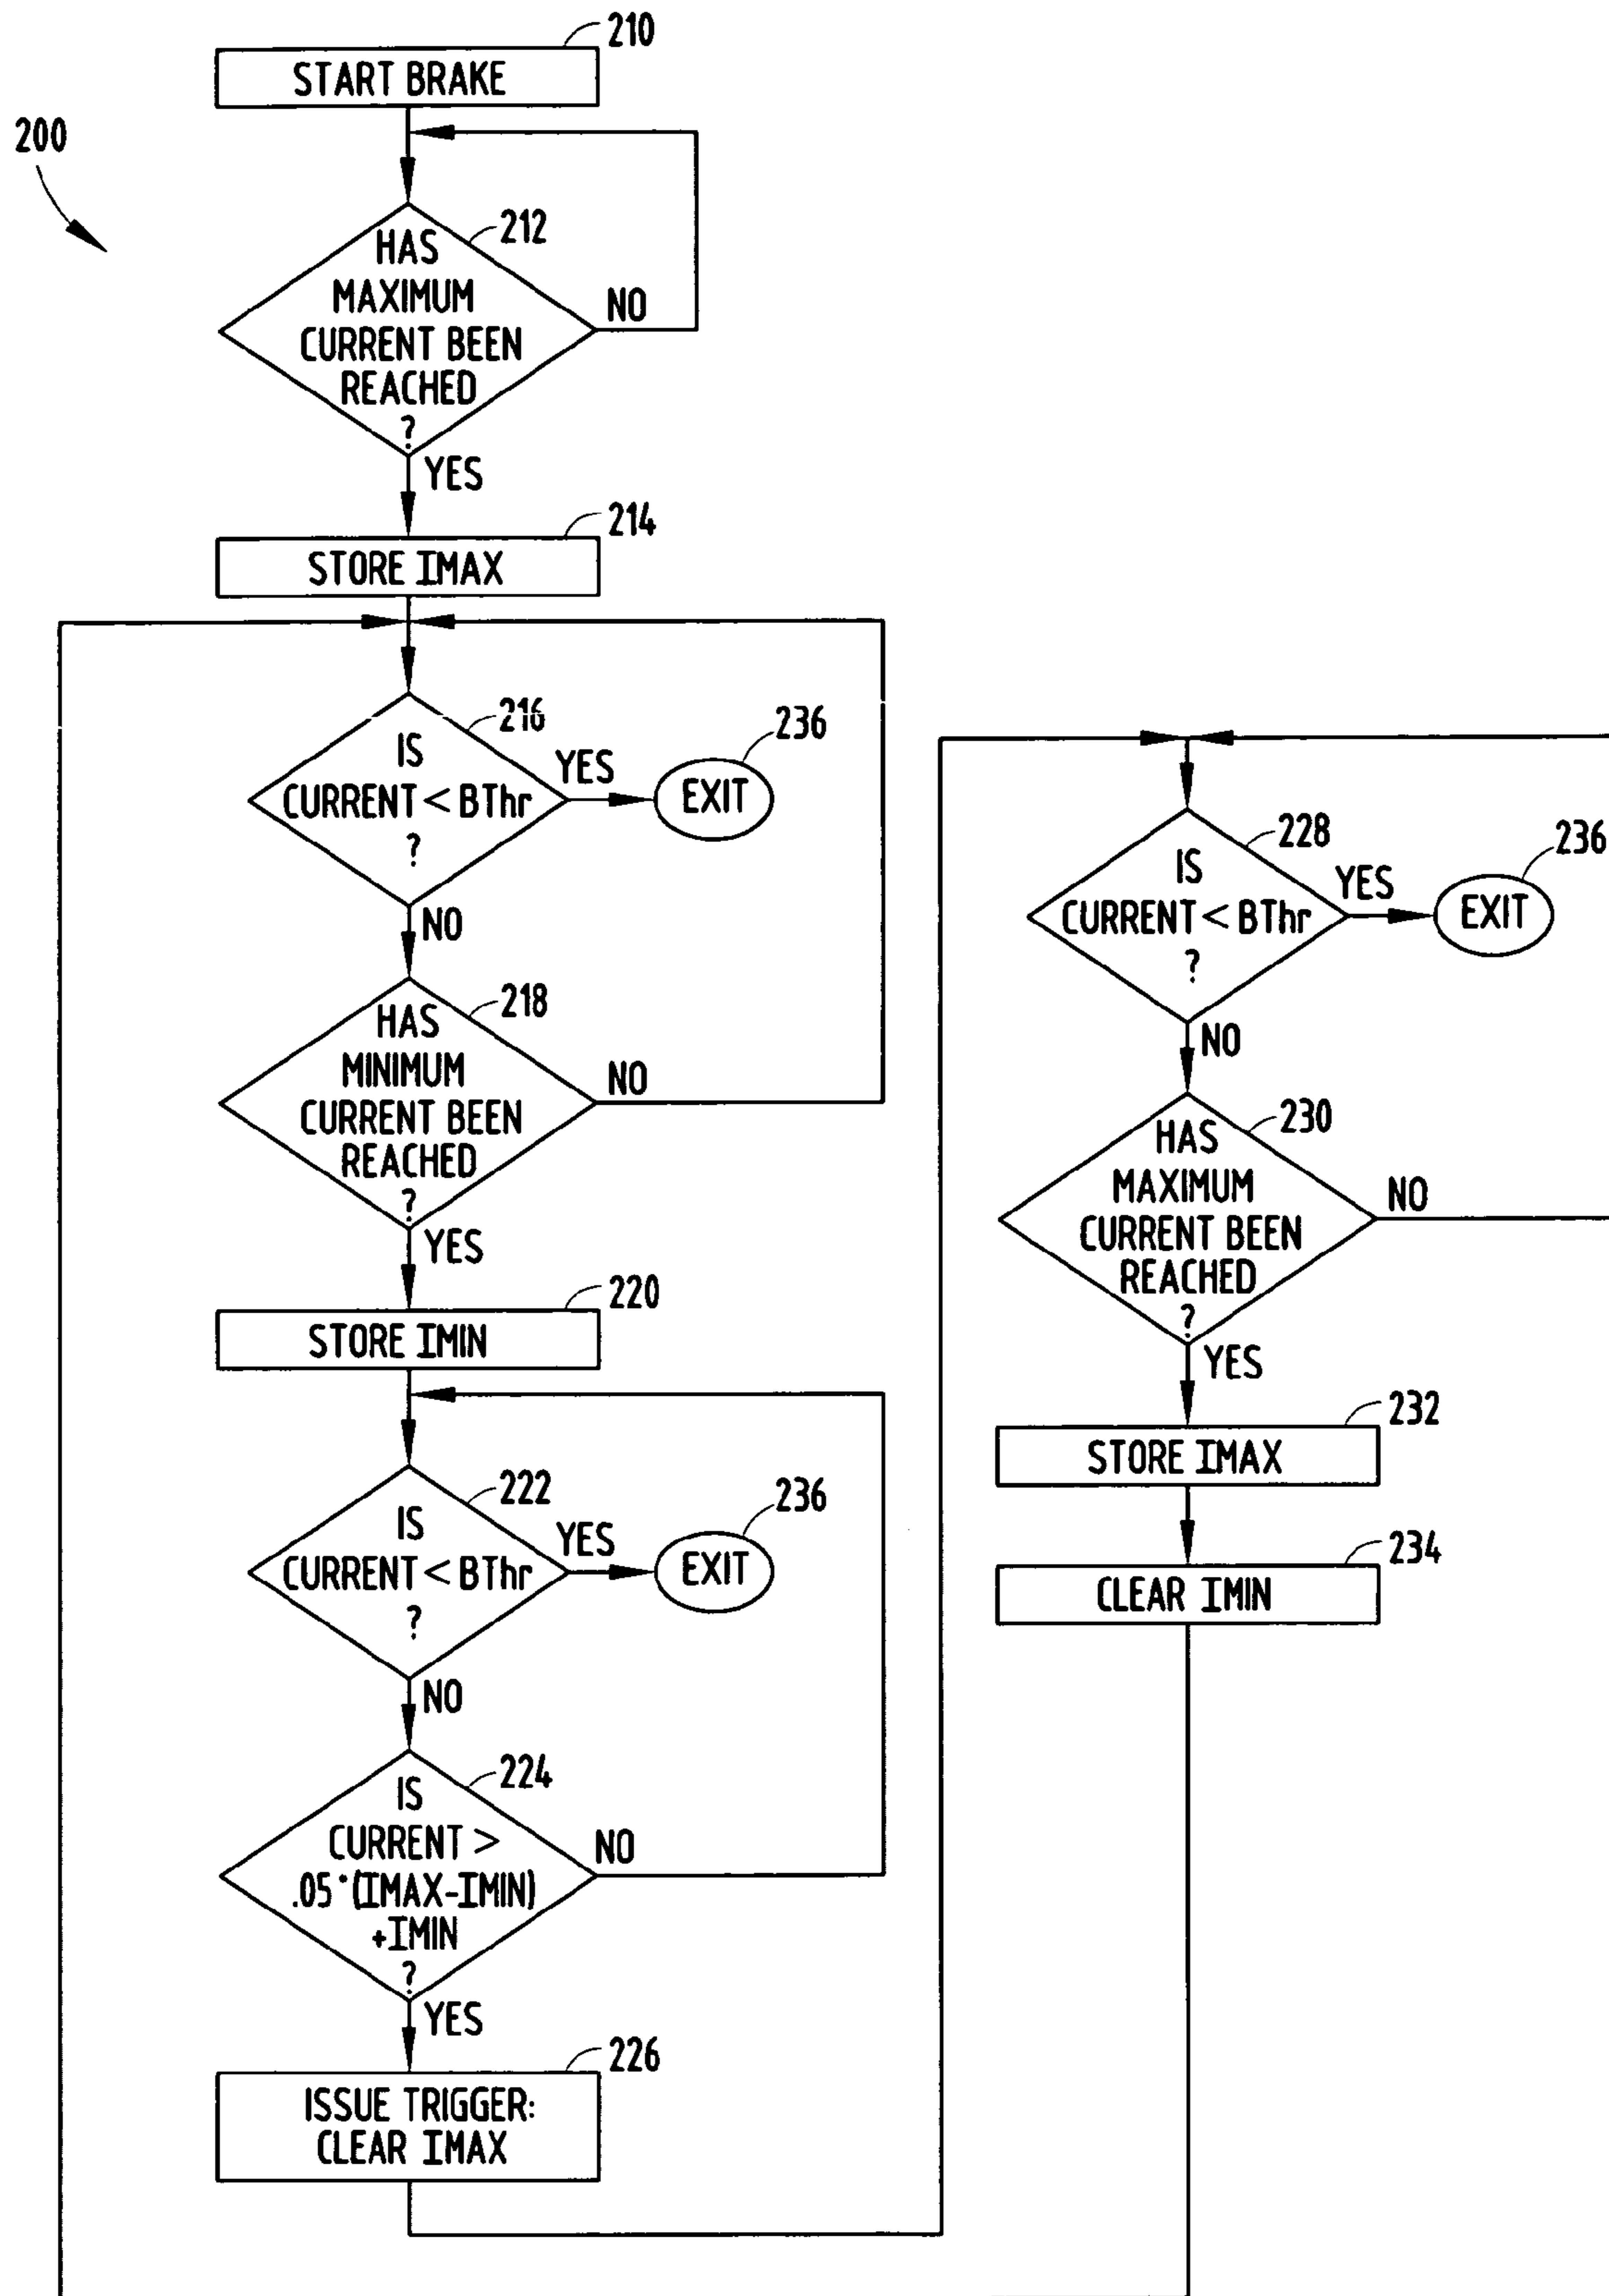 200
210
START BRAKE
212
HAS
MAXIMUM
CURRENT BEEN
REACHED
?
NO
YES
214
STORE IMAX
216
IS
CURRENT < BThr
?
YES
236
EXIT
NO
218
HAS
MINIMUM
CURRENT BEEN
REACHED
?
NO
YES
220
STORE IMIN
222
IS
CURRENT < BThr
?
YES
236
EXIT
NO
224
IS
CURRENT >
.05*(IMAX-IMIN)
+IMIN
?
NO
YES
226
ISSUE TRIGGER:
CLEAR IMAX
228
IS
CURRENT < BThr
?
YES
236
EXIT
NO
230
HAS
MAXIMUM
CURRENT BEEN
REACHED
?
NO
YES
232
STORE IMAX
234
CLEAR IMIN